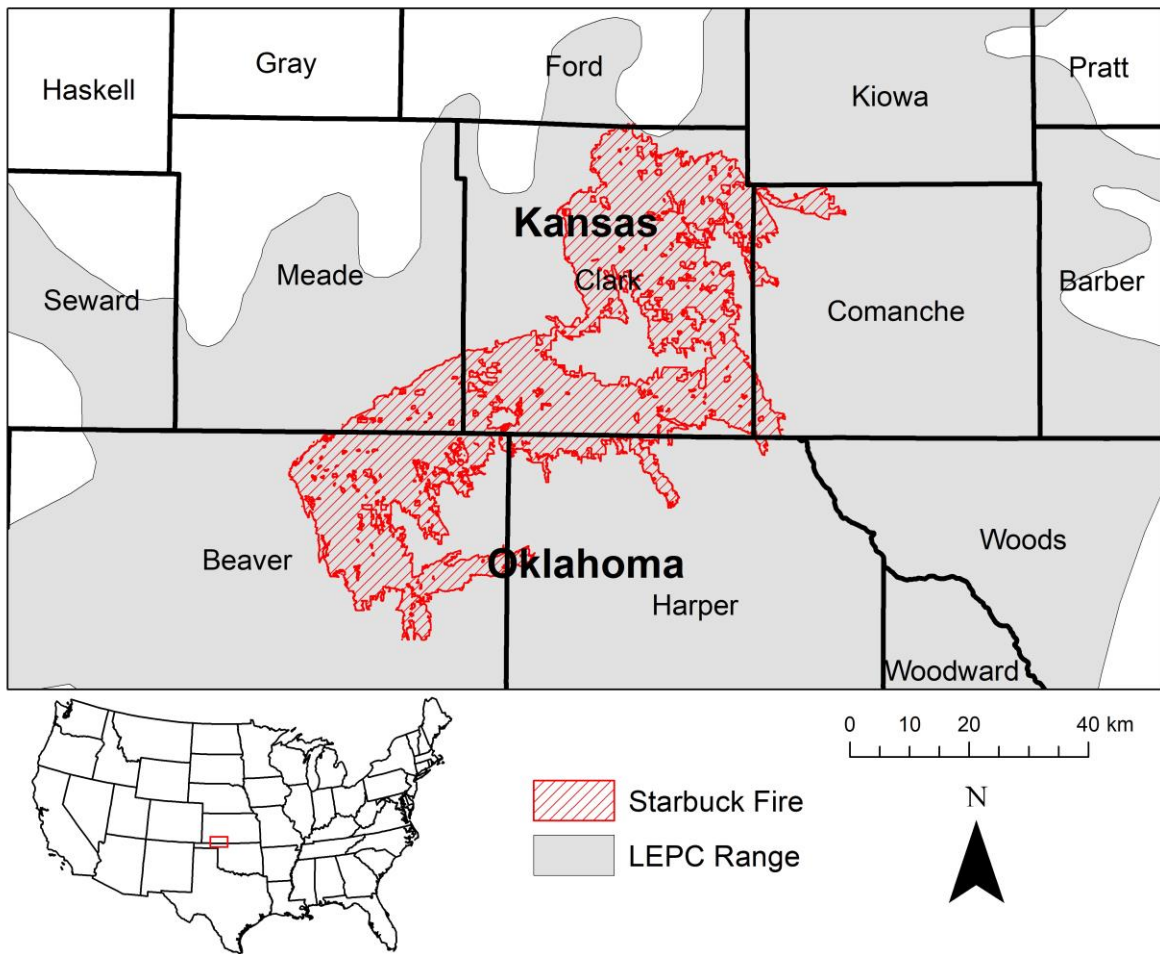 Haskell
Gray
Ford
Kiowa
Pratt
Kansas
Seward
Meade
Clark
Comanche
Barber
Beaver
Oklahoma
Harper
Woods
Woodward
0 10 20 40 km
Starbuck Fire
LEPC Range
N